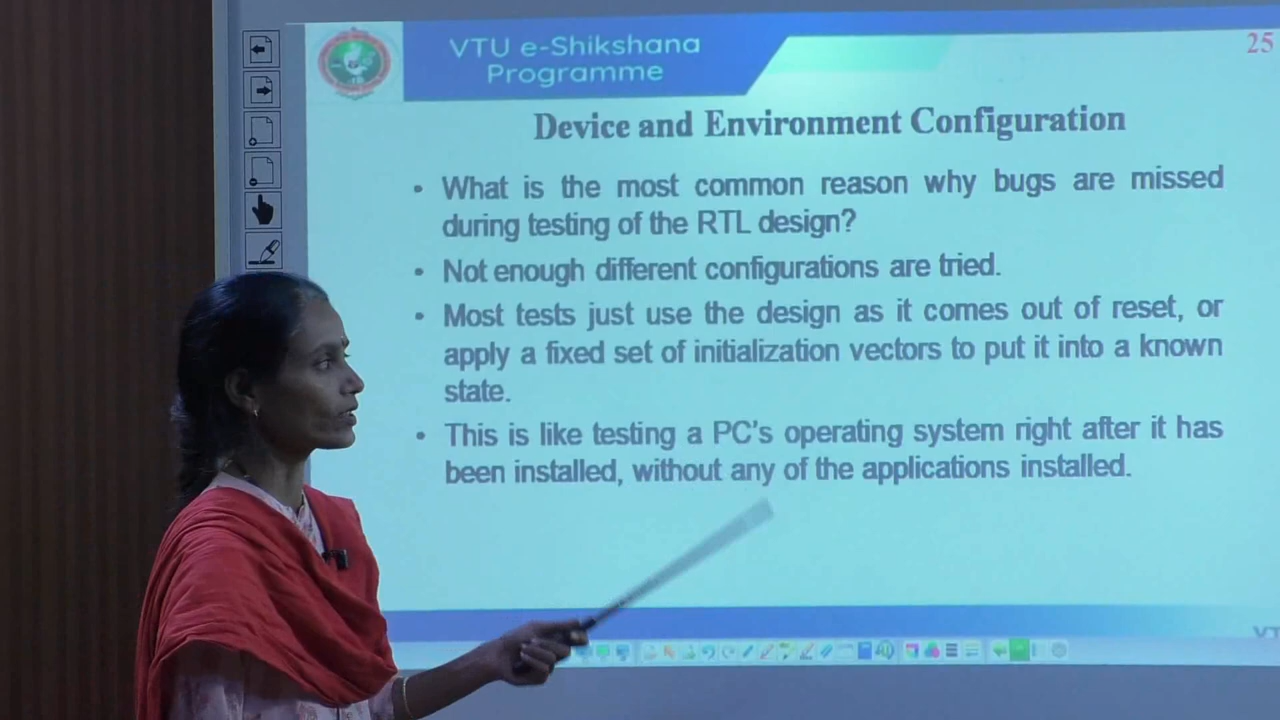 VTU e-Shikshana
Programme
25
Device and Environment Configuration
• What is the most common reason why bugs are missed
during testing of the RTL design?
• Not enough different configurations are tried.
• Most tests just use the design as it comes out of reset, or
apply a fixed set of initialization vectors to put it into a known
state.
• This is like testing a PC's operating system right after it has
been installed, without any of the applications installed.